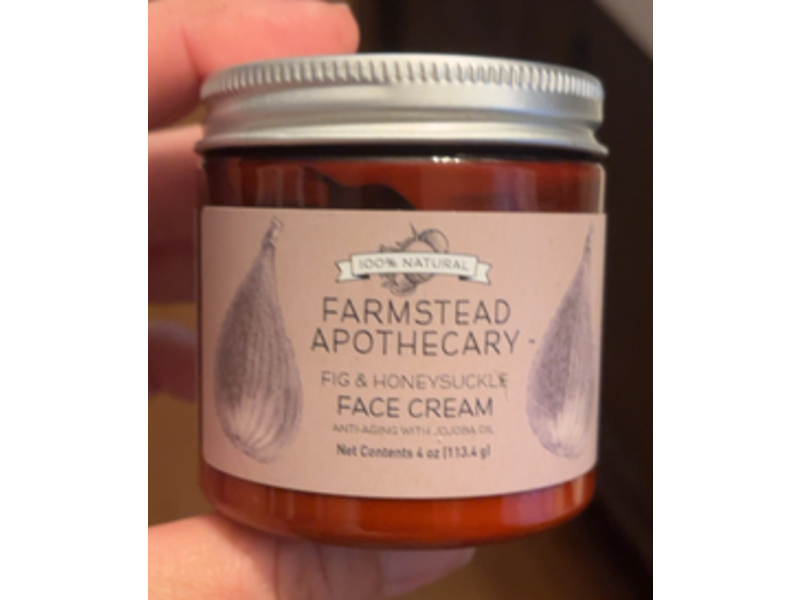 100% NATURAL
FARMSTEAD
APOTHECARY
FIG & HONEYSUCKLE
FACE CREAM
ANTI-AGING WITH JOJOBA OIL
Net Contents 4 oz (113.4 g)